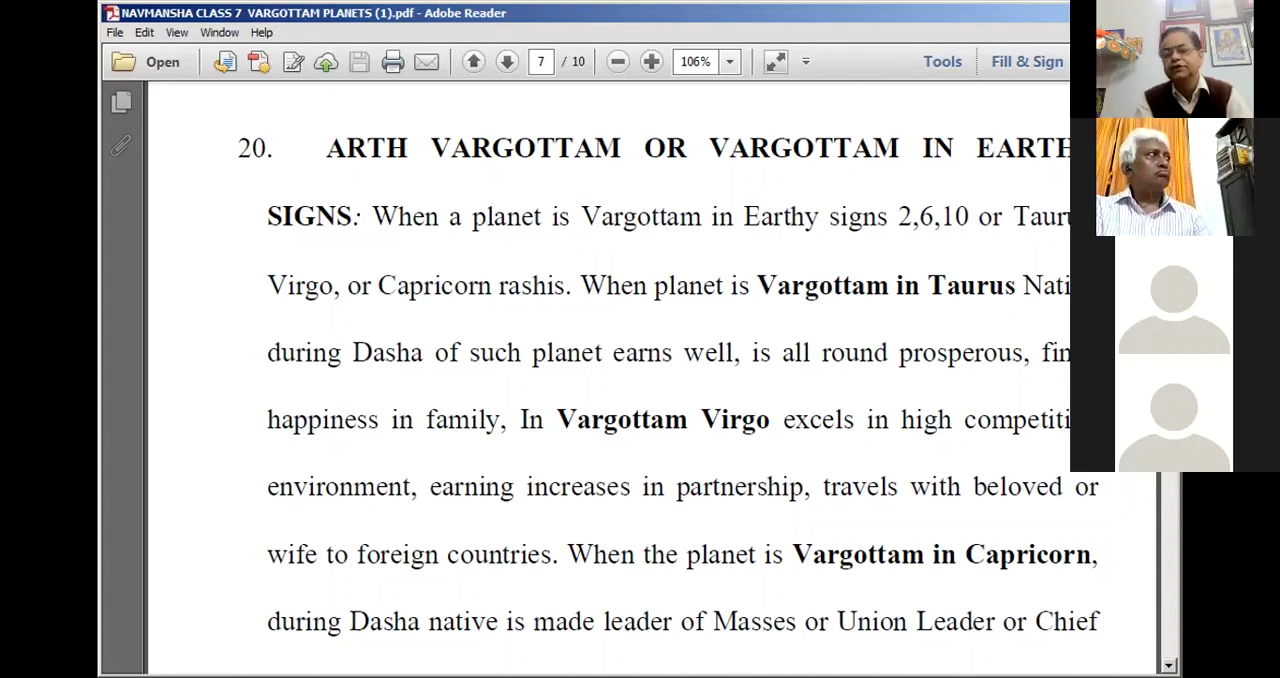 NAVMANSHA CLASS 7 VARGOTTAM PLANETS (1).pdf - Adobe Reader
File Edit View Window Help
Open 7 / 10 106% Tools Fill & Sign
20. ARTH VARGOTTAM OR VARGOTTAM IN EARTH
SIGNS: When a planet is Vargottam in Earthy signs 2,6,10 or
Virgo, or Capricorn rashis. When planet is Vargottam in Taurus
during Dasha of such planet earns well, is all round prosperous,
happiness in family, In Vargottam Virgo excels in high
environment, earning increases in partnership, travels with beloved or
wife to foreign countries. When the planet is Vargottam in Capricorn,
during Dasha native is made leader of Masses or Union Leader or Chief